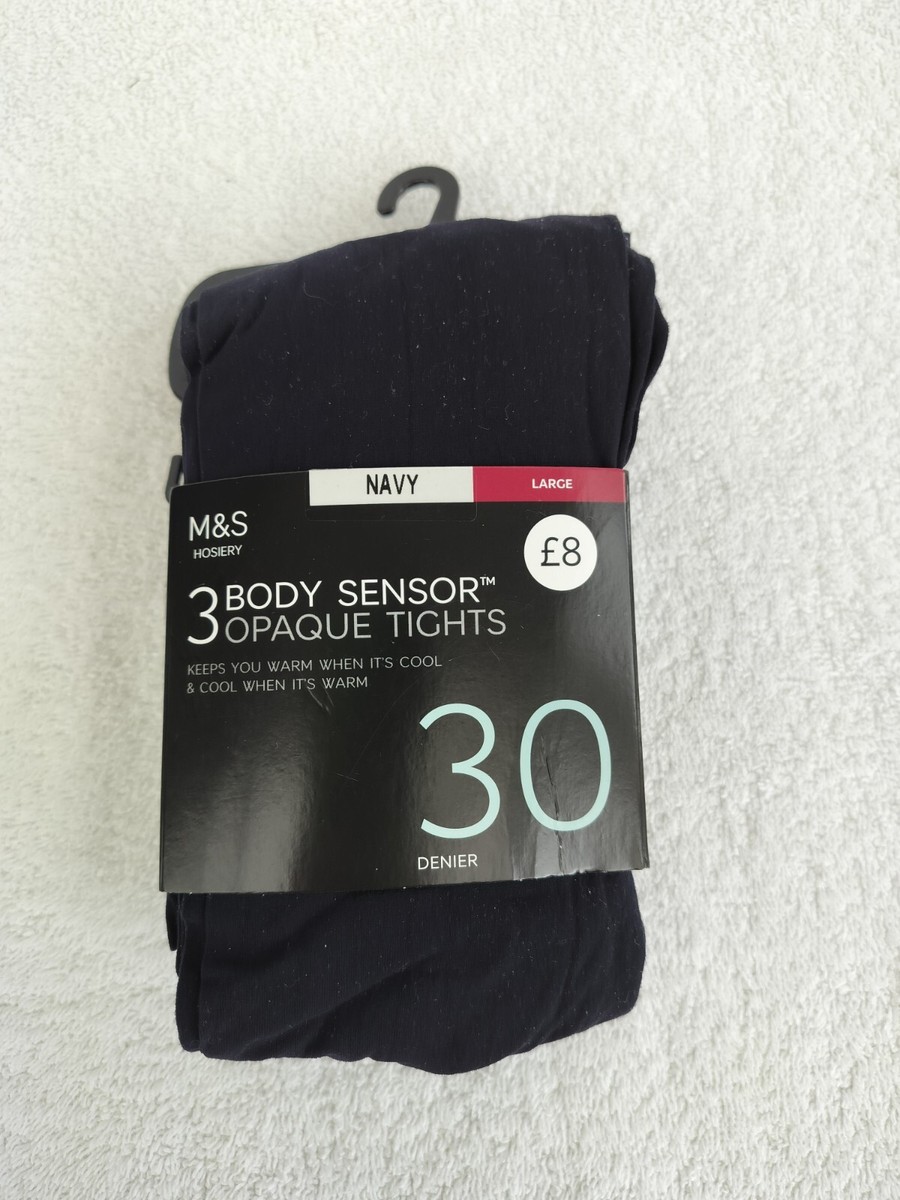 NAVY
LARGE
M&S
HOSIERY
£8
3 BODY SENSOR™
OPAQUE TIGHTS
KEEPS YOU WARM WHEN IT'S COOL
& COOL WHEN IT'S WARM
30
DENIER